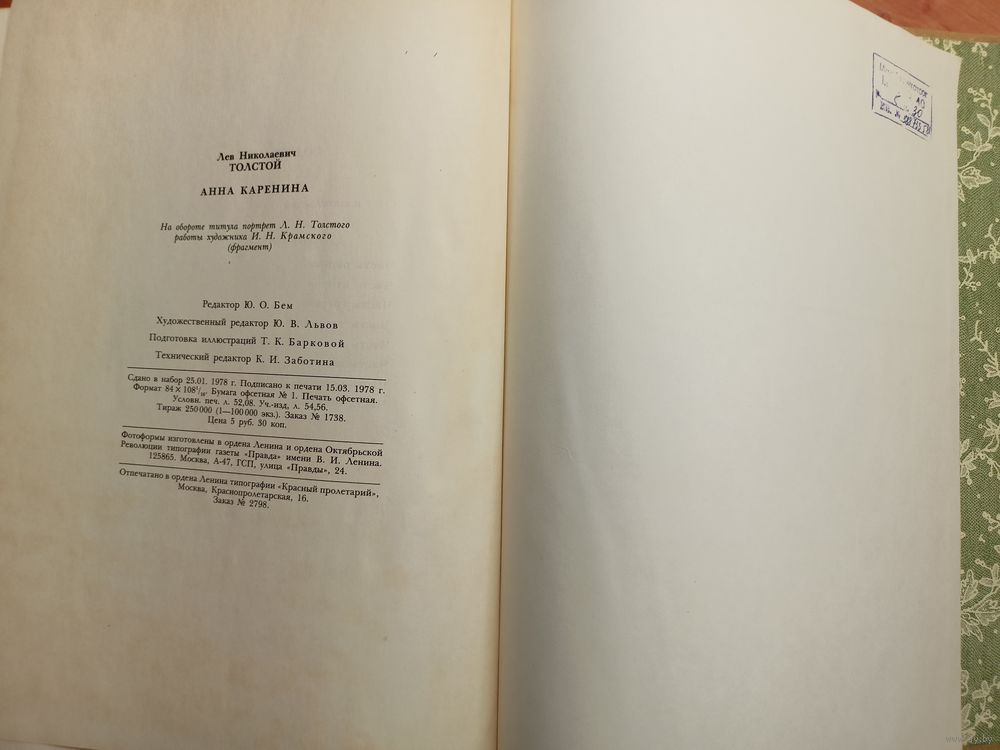 Лев Николаевич
ТОЛСТОЙ
АННА КАРЕНИНА
На обороте титула портрет Л. Н. Толстого
работы художника И. Н. Крамского
(фрагмент)
Редактор Ю. О. Бем
Художественный редактор Ю. В. Львов
Подготовка иллюстраций Т. К. Барковой
Технический редактор К. И. Заботина
Сдано в набор 25.01. 1978 г. Подписано к печати 15.03. 1978 г.
Формат 84×108¹/₁₆. Бумага офсетная № 1. Печать офсетная.
Условн. печ. л. 52,08. Уч.-изд. л. 54,56.
Тираж 250 000 (1—100 000 экз.). Заказ № 1738.
Цена 5 руб. 30 коп.
Фотоформы изготовлены в ордена Ленина и ордена Октябрьской
Революции типографии газеты «Правда» имени В. И. Ленина.
125865. Москва, А-47, ГСП, улица «Правды», 24.
Отпечатано в ордена Ленина типографии «Красный пролетарий»,
Москва, Краснопролетарская, 16.
Заказ № 2798.